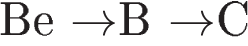 Be → B → C